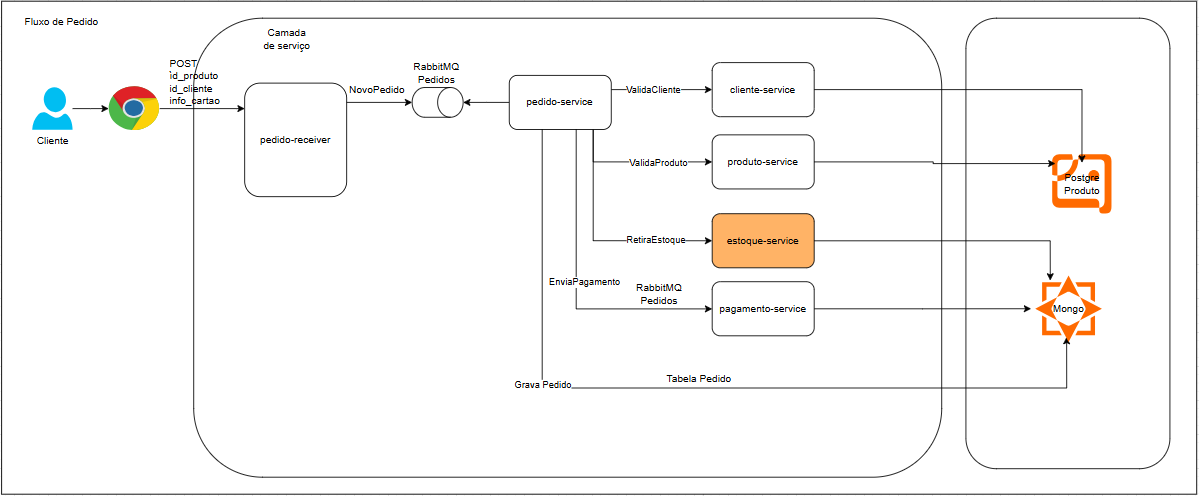 Fluxo de Pedido
Camada
de serviço
Cliente
POST
id_produto
id_cliente
info_cartao
pedido-receiver
NovoPedido
RabbitMQ
Pedidos
pedido-service
ValidaCliente
cliente-service
ValidaProduto
produto-service
RetiraEstoque
estoque-service
EnviaPagamento
RabbitMQ
Pedidos
pagamento-service
Grava Pedido
Tabela Pedido
Postgre
Produto
Mongo